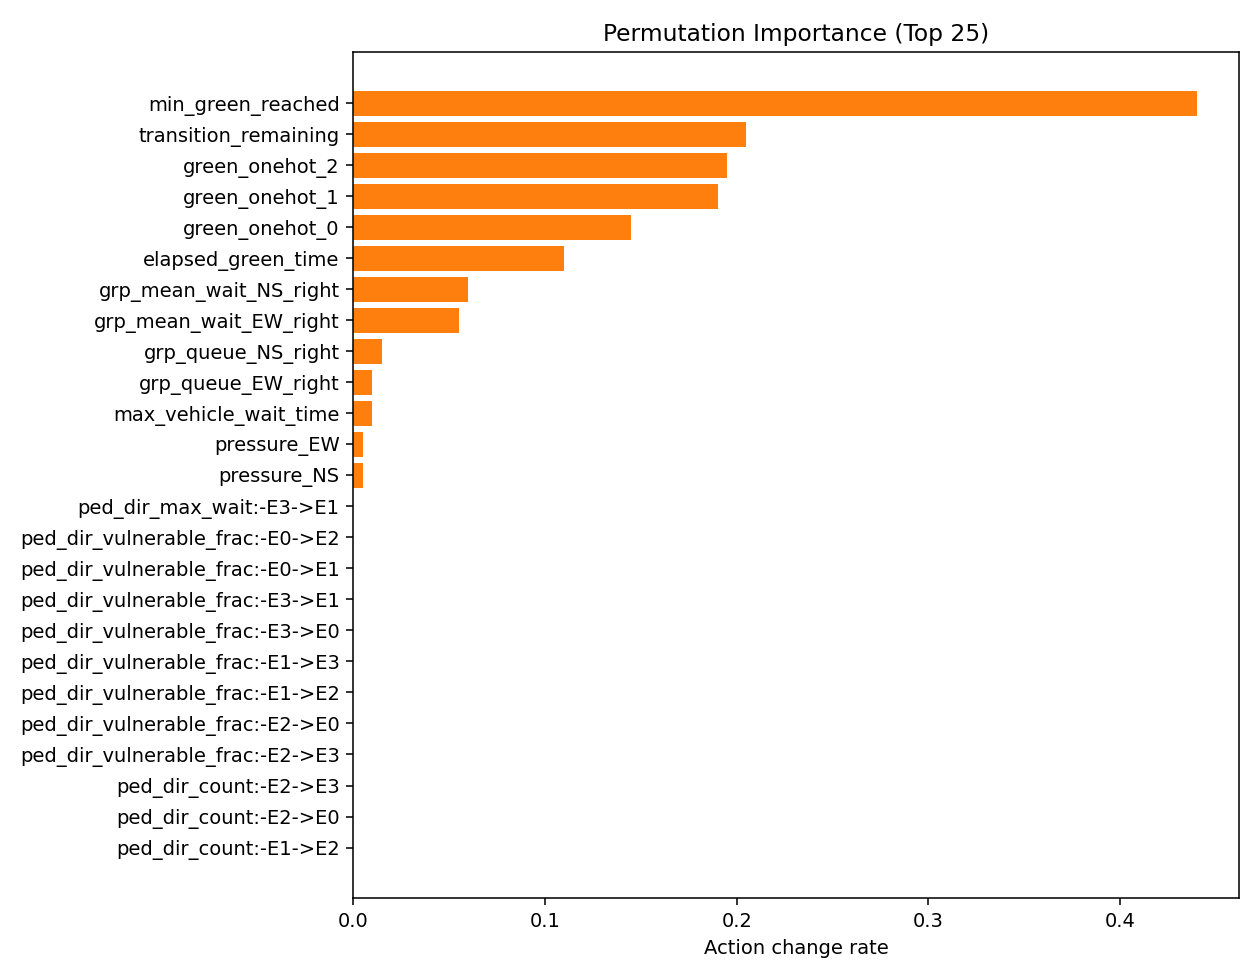 Permutation Importance (Top 25)
min_green_reached
transition_remaining
green_onehot_2
green_onehot_1
green_onehot_0
elapsed_green_time
grp_mean_wait_NS_right
grp_mean_wait_EW_right
grp_queue_NS_right
grp_queue_EW_right
max_vehicle_wait_time
pressure_EW
pressure_NS
ped_dir_max_wait:-E3->E1
ped_dir_vulnerable_frac:-E0->E2
ped_dir_vulnerable_frac:-E0->E1
ped_dir_vulnerable_frac:-E3->E1
ped_dir_vulnerable_frac:-E3->E0
ped_dir_vulnerable_frac:-E1->E3
ped_dir_vulnerable_frac:-E1->E2
ped_dir_vulnerable_frac:-E2->E0
ped_dir_vulnerable_frac:-E2->E3
ped_dir_count:-E2->E3
ped_dir_count:-E2->E0
ped_dir_count:-E1->E2
0.0 0.1 0.2 0.3 0.4
Action change rate